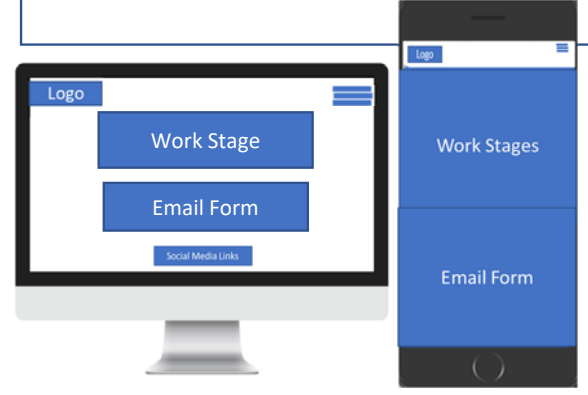 Logo
Work Stage
Email Form
Social Media Links
Logo
Work Stages
Email Form